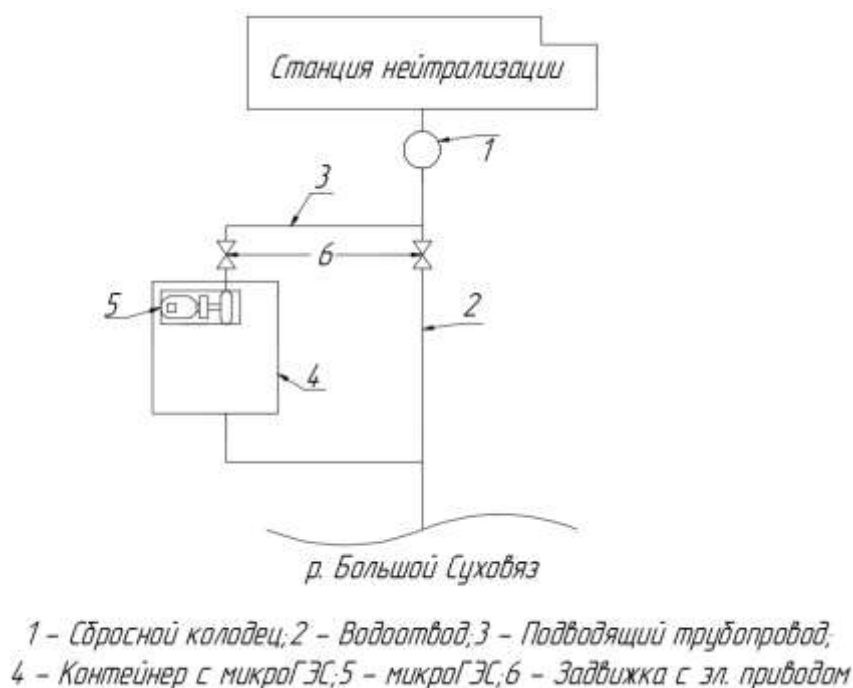 Станция нейтрализации
1
3
6
5
2
4
р. Большой Суховяз
1 – Сбросной колодец; 2 – Водоотвод; 3 – Подводящий трубопровод;
4 – Контейнер с микроГЭС; 5 – микроГЭС; 6 – Задвижка с эл. приводом